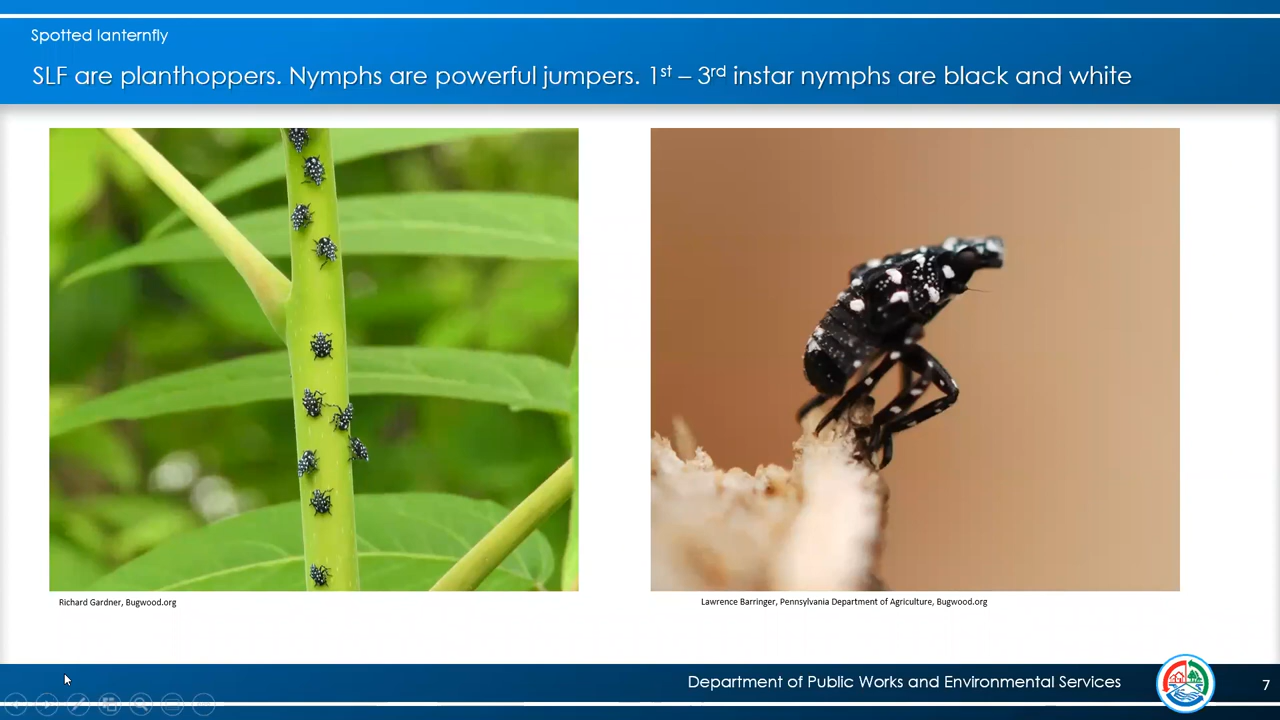 Spotted lanternfly
SLF are planthoppers. Nymphs are powerful jumpers. 1st – 3rd instar nymphs are black and white
Richard Gardner, Bugwood.org
Lawrence Barringer, Pennsylvania Department of Agriculture, Bugwood.org
Department of Public Works and Environmental Services
7